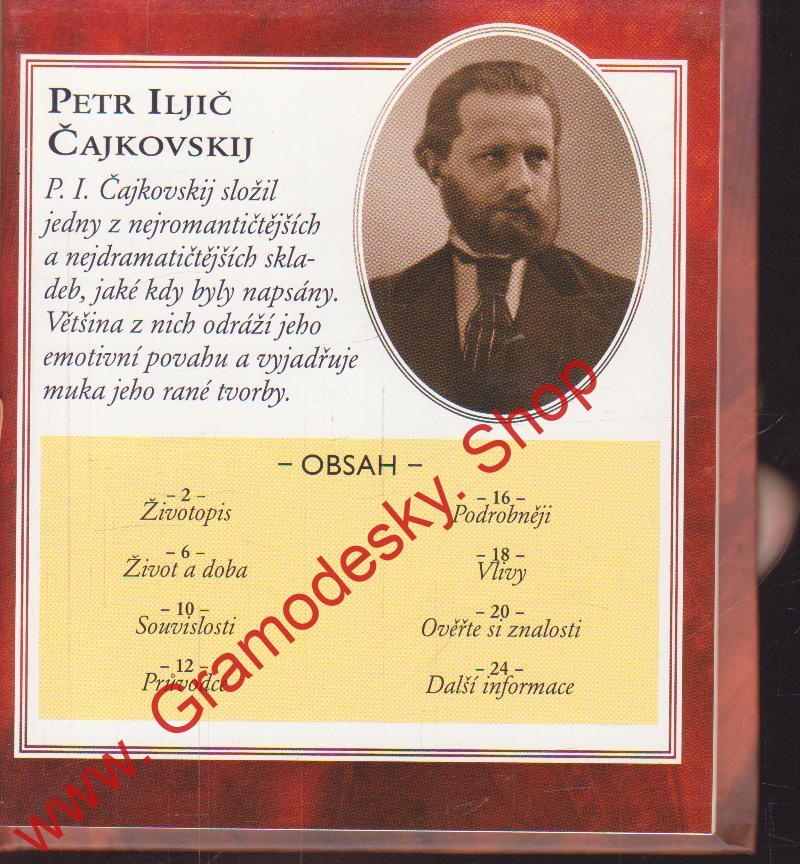 PETR ILJIČ
ČAJKOVSKIJ
P. I. Čajkovskij složil
jedny z nejromantičtějších
a nejdramatičtějších skla-
deb, jaké kdy byly napsány.
Většina z nich odráží jeho
emotivní povahu a vyjadřuje
muka jeho rané tvorby.
– OBSAH –
– 2 –
Životopis
– 6 –
Život a doba
– 10 –
Souvislosti
– 12 –
Průvodce
– 16 –
Podrobněji
– 18 –
Vlivy
– 20 –
Ověřte si znalosti
– 24 –
Další informace
www. Gramodesky. Shop